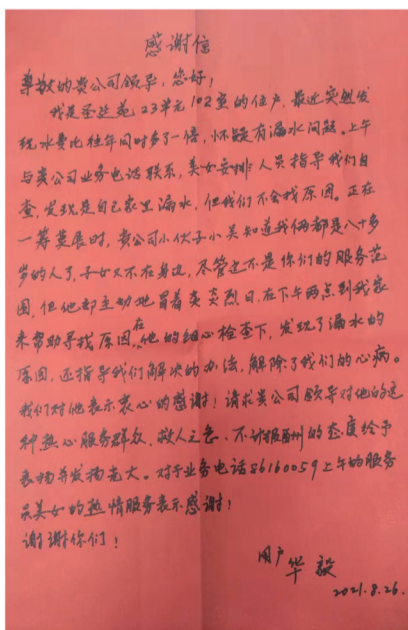 感谢信
尊敬的贵公司领导，您好！
我是圣达苑23单元102室的住户，最近突然发
现水费比往年同时多了一倍，怀疑有漏水问题。上午
与贵公司业务电话联系，美女安排人员指导我们自
查，发现是自己家里漏水，但我们不会找原因。正在
一筹莫展时，贵公司小伙子小吴知道我俩都是八十多
岁的人了，子女又不在身边，尽管这不是你们的服务范
围，但他却主动地冒着炎炎烈日，在下午两点到我家
来帮助寻找原因，在他的细心检查下，发现了漏水的
原因，还指导我们解决的办法，解除了我们的心病。
我们对他表示衷心的感谢！请求贵公司领导对他的这
种热心服务群众、救人之急、不计报酬的态度给予
表扬并发扬光大。对于业务电话86160059上午的服务
员美女的热情服务表示感谢！
谢谢你们！
用户 华毅
2021.8.26.